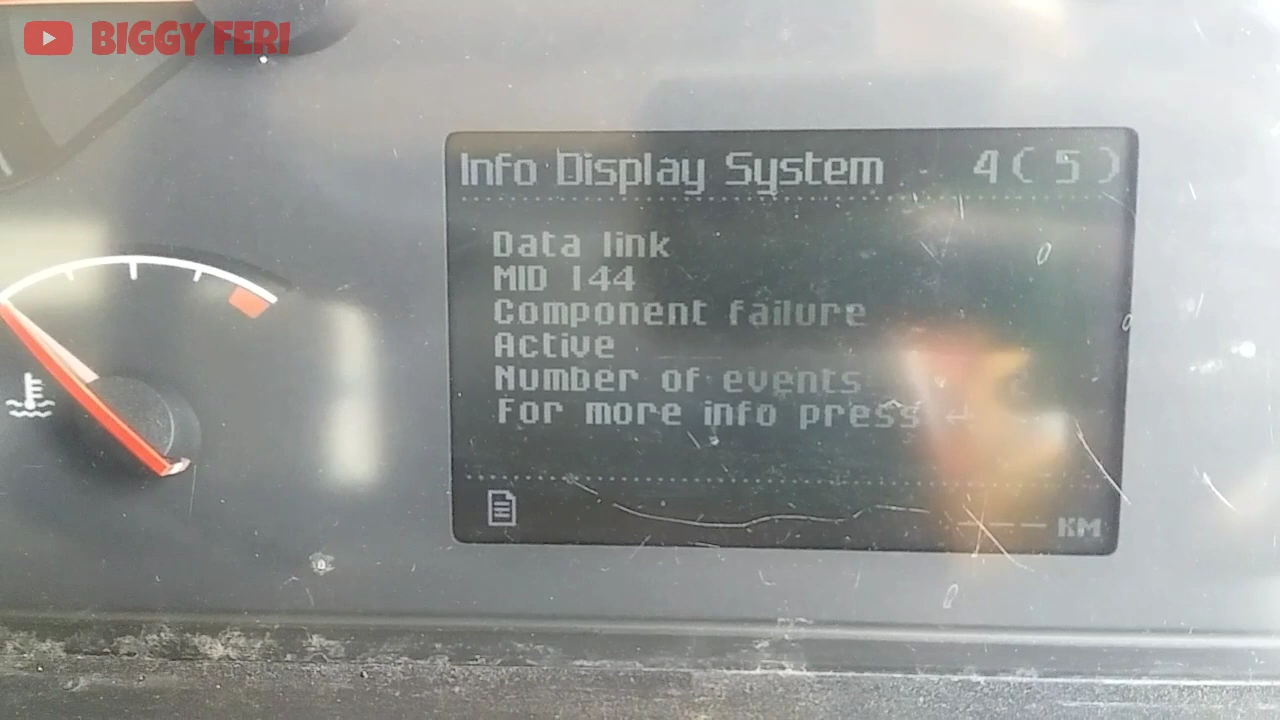 BIGGY FERI
Info Display System 4(5)
Data link
MID 144
Component failure
Active
Number of events
For more info press ↵
--- KM